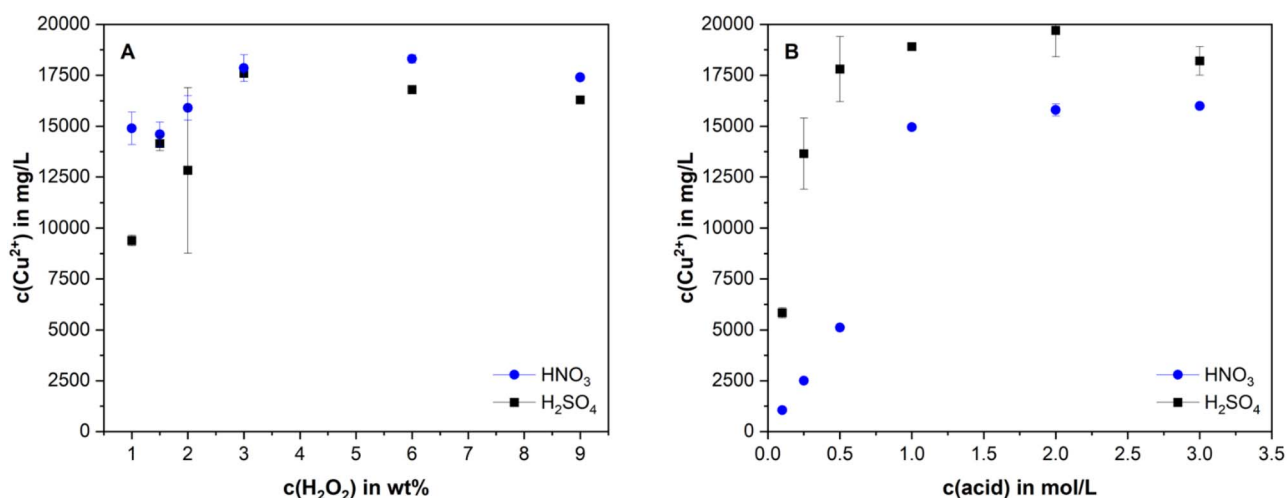 A
c(Cu²⁺) in mg/L
20000
17500
15000
12500
10000
7500
5000
2500
0
HNO₃
H₂SO₄
1 2 3 4 5 6 7 8 9
c(H₂O₂) in wt%
B
c(Cu²⁺) in mg/L
20000
17500
15000
12500
10000
7500
5000
2500
0
HNO₃
H₂SO₄
0.0 0.5 1.0 1.5 2.0 2.5 3.0 3.5
c(acid) in mol/L